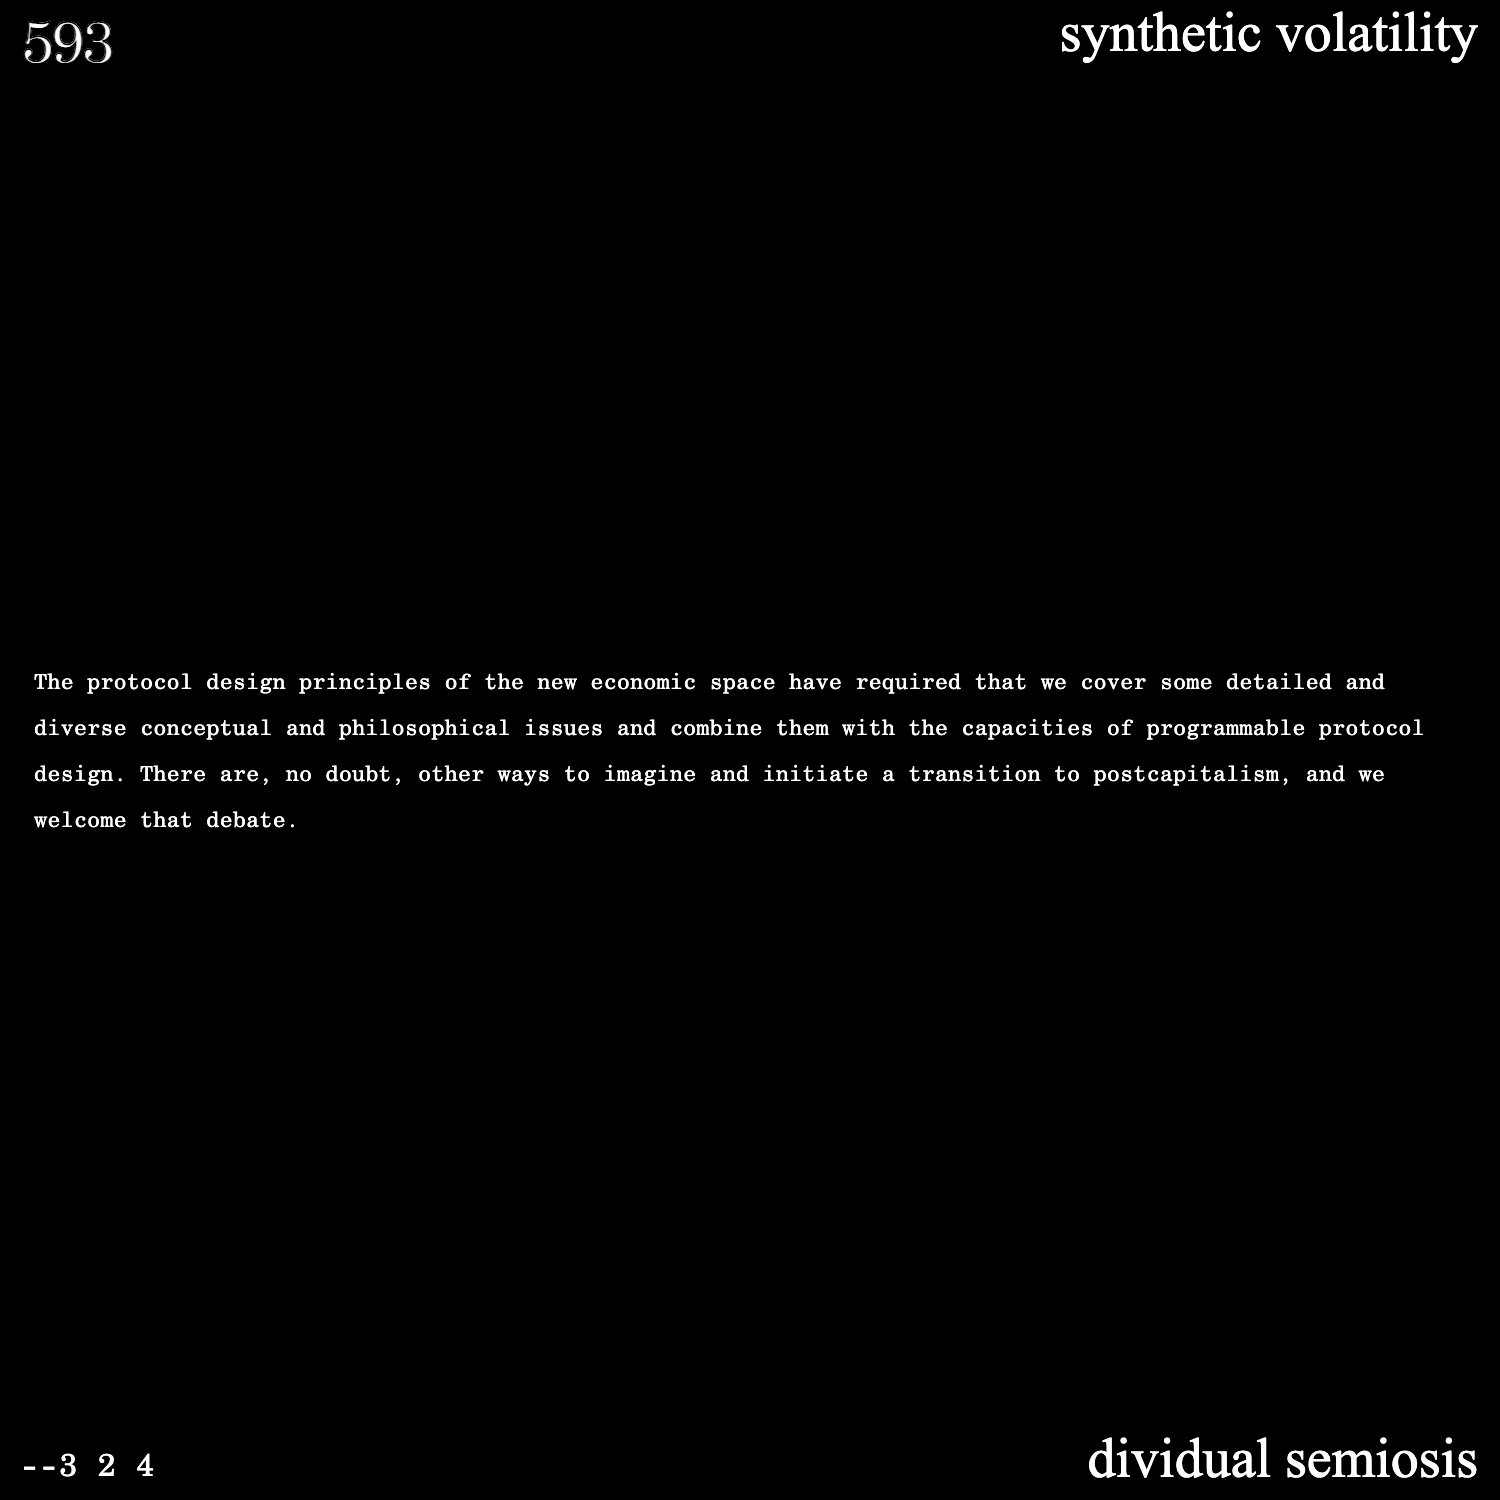 593
synthetic volatility
The protocol design principles of the new economic space have required that we cover some detailed and
diverse conceptual and philosophical issues and combine them with the capacities of programmable protocol
design. There are, no doubt, other ways to imagine and initiate a transition to postcapitalism, and we
welcome that debate.
--3 2 4
dividual semiosis